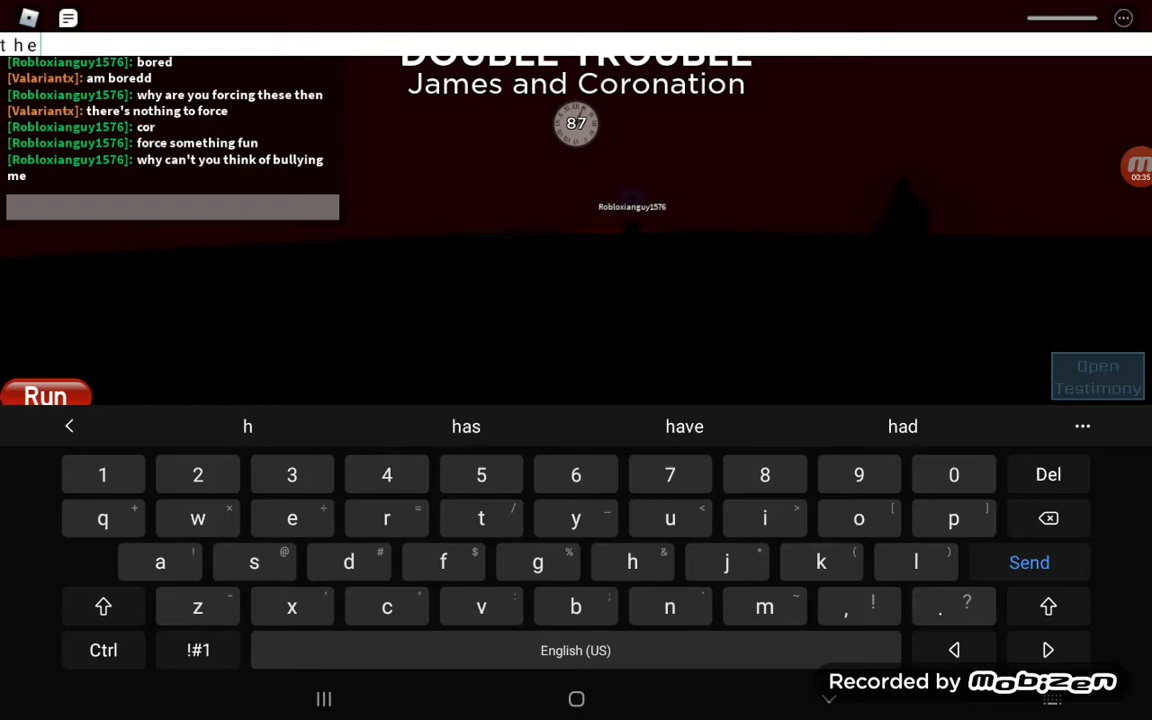 t he
[Robloxianguy1576]: bored
DOUBLE TROUBLE
James and Coronation
[Valariantx]: am boredd
[Robloxianguy1576]: why are you forcing these then
[Valariantx]: there's nothing to force
[Robloxianguy1576]: cor
[Robloxianguy1576]: force something fun
[Robloxianguy1576]: why can't you think of bullying
me
87
00:35
Robloxianguy1576
Open
Testimony
Run
h has have had
1 2 3 4 5 6 7 8 9 0 Del
q + w × e ÷ r = t / y _ u < i > o [ p ]
a ! s @ d # f $ g % h & j * k ( l ) Send
z - x ' c " v : b ; n ` m ~ , ! . ?
Ctrl !#1 English (US)
Recorded by mobizen